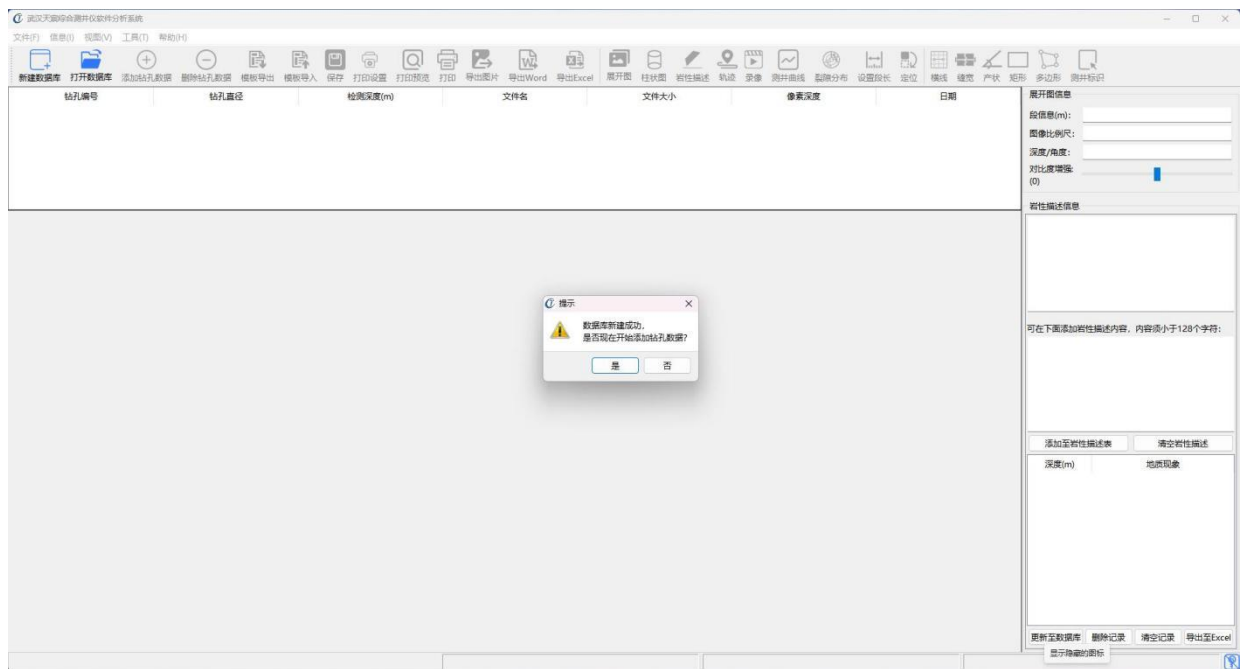 武汉天宸综合测井仪软件分析系统
文件(F) 信息(I) 视图(V) 工具(T) 帮助(H)
新建数据库 打开数据库 添加钻孔数据 删除钻孔数据 模板导出 模板导入 保存 打印设置 打印预览 打印 导出图片 导出Word 导出Excel 展开图 柱状图 岩性描述 轨迹 录像 测井曲线 裂隙分布 设置段长 定位 横线 缝宽 产状 矩形 多边形 测井标识
钻孔编号 钻孔直径 检测深度(m) 文件名 文件大小 像素深度 日期
展开图信息
段信息(m):
图像比例尺:
深度/角度:
对比度增强:
(0)
岩性描述信息
提示
数据库新建成功,
是否现在开始添加钻孔数据?
是 否
可在下面添加岩性描述内容, 内容须小于128个字符:
添加至岩性描述表 清空岩性描述
深度(m) 地质现象
更新至数据库 删除记录 清空记录 导出至Excel
显示隐藏的图标